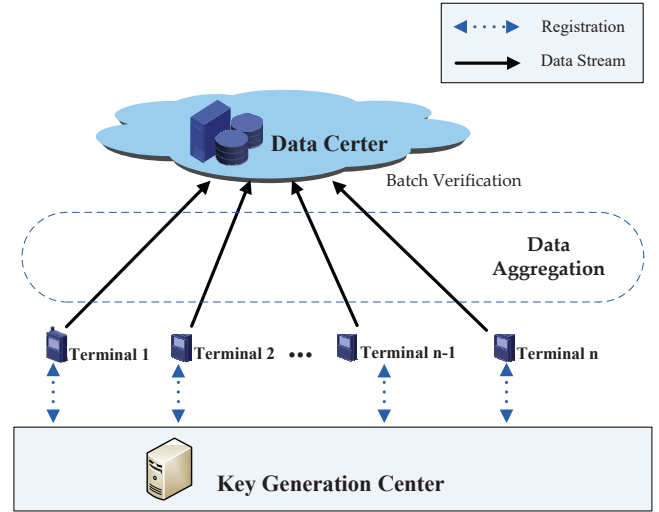 Registration
Data Stream
Data Certer
Batch Verification
Data
Aggregation
Terminal 1
Terminal 2
•••
Terminal n-1
Terminal n
Key Generation Center